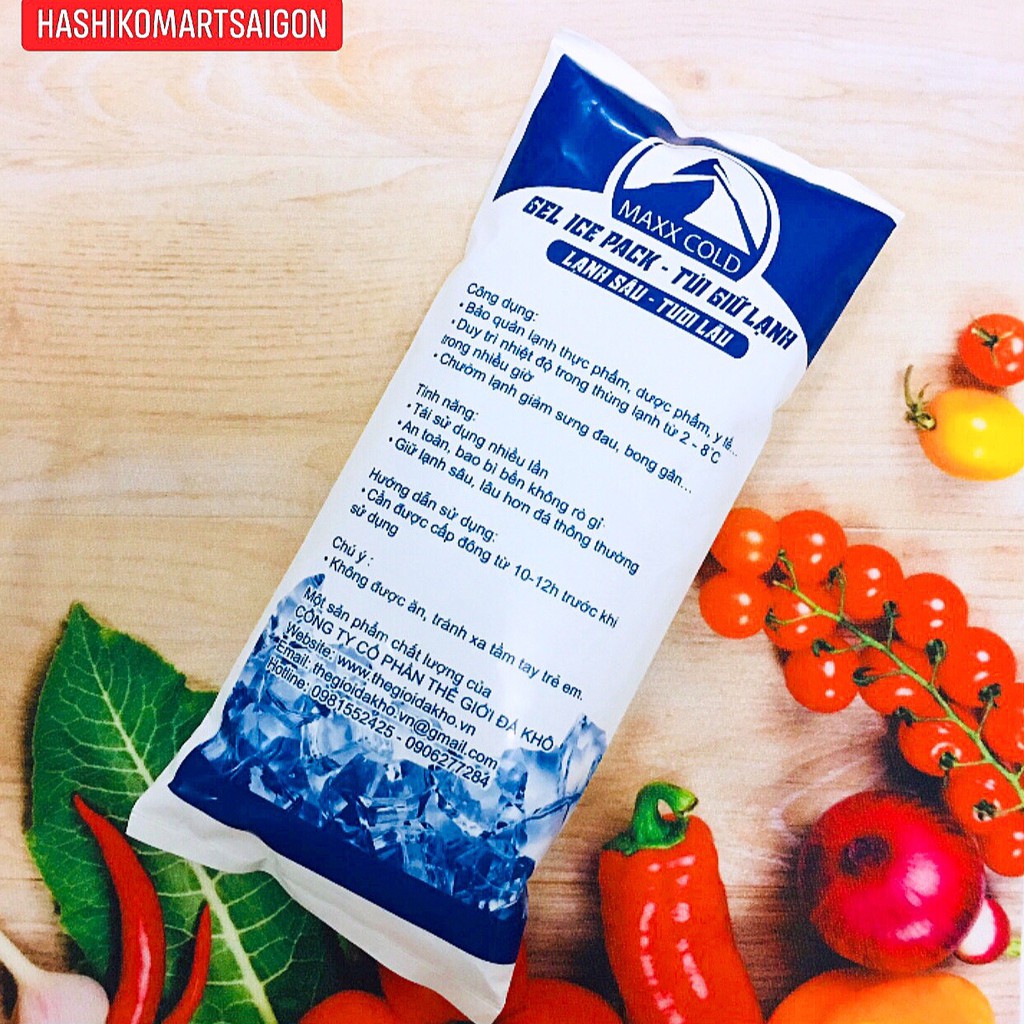 HASHIKOMARTSAIGON
MAXX COLD
GEL ICE PACK - TÚI GIỮ LẠNH
LẠNH SÂU - TƯƠI LÂU
Công dụng:
• Bảo quản lạnh thực phẩm, dược phẩm, y tế...
• Duy trì nhiệt độ trong thùng lạnh từ 2 - 8°C
trong nhiều giờ
• Chườm lạnh giảm sưng đau, bong gân...
Tính năng:
• Tái sử dụng nhiều lần
• An toàn, bao bì bền không rò gỉ
• Giữ lạnh sâu, lâu hơn đá thông thường
Hướng dẫn sử dụng:
• Cần được cấp đông từ 10-12h trước khi
sử dụng
Chú ý :
• Không được ăn, tránh xa tầm tay trẻ em.
Một sản phẩm chất lượng của
CÔNG TY CỔ PHẦN THẾ GIỚI ĐÁ KHÔ
Website: www.thegioidakho.vn
Email: thegioidakho.vn@gmail.com
Hotline: 0981552425 - 0906277284